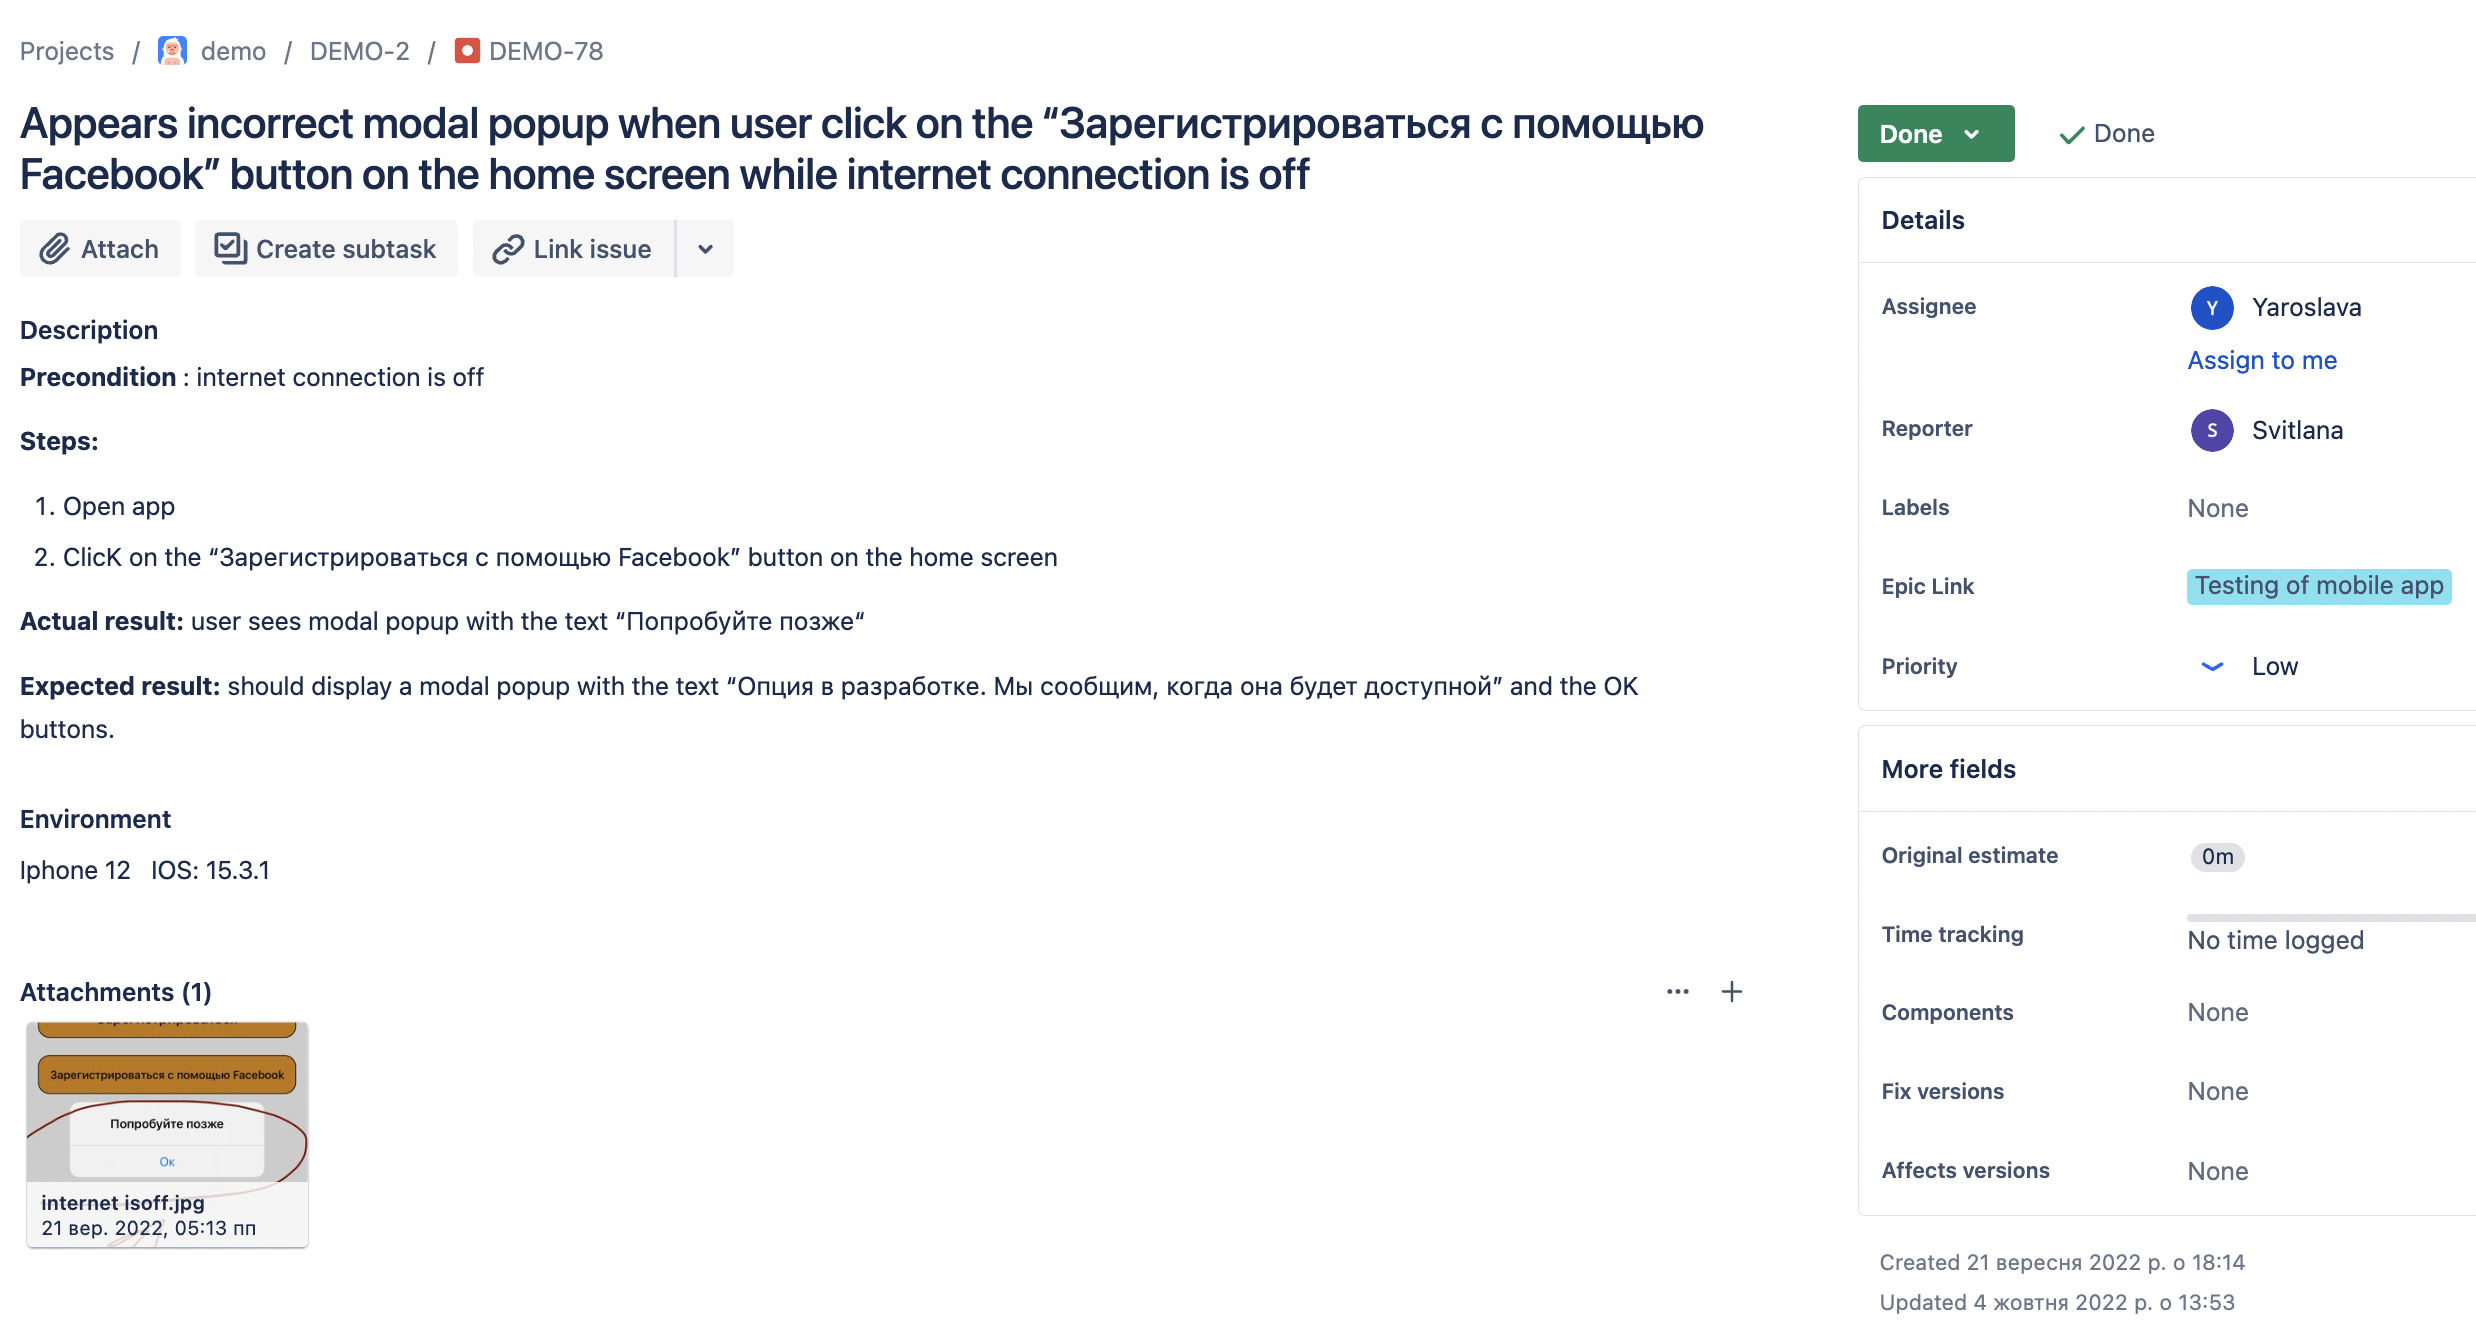 Projects / demo / DEMO-2 / DEMO-78
Appears incorrect modal popup when user click on the “Зарегистрироваться с помощью
Facebook” button on the home screen while internet connection is off
Attach
Create subtask
Link issue
Description
Precondition : internet connection is off
Steps:
1. Open app
2. ClicK on the “Зарегистрироваться с помощью Facebook” button on the home screen
Actual result: user sees modal popup with the text “Попробуйте позже“
Expected result: should display a modal popup with the text “Опция в разработке. Мы сообщим, когда она будет доступной” and the OK
buttons.
Environment
Iphone 12 IOS: 15.3.1
Attachments (1)
Зарегистрироваться с помощью Facebook
Попробуйте позже
Ок
internet isoff.jpg
21 вер. 2022, 05:13 пп
Done
Done
Details
Assignee
Y Yaroslava
Assign to me
Reporter
S Svitlana
Labels
None
Epic Link
Testing of mobile app
Priority
Low
More fields
Original estimate
0m
Time tracking
No time logged
Components
None
Fix versions
None
Affects versions
None
Created 21 вересня 2022 р. о 18:14
Updated 4 жовтня 2022 р. о 13:53